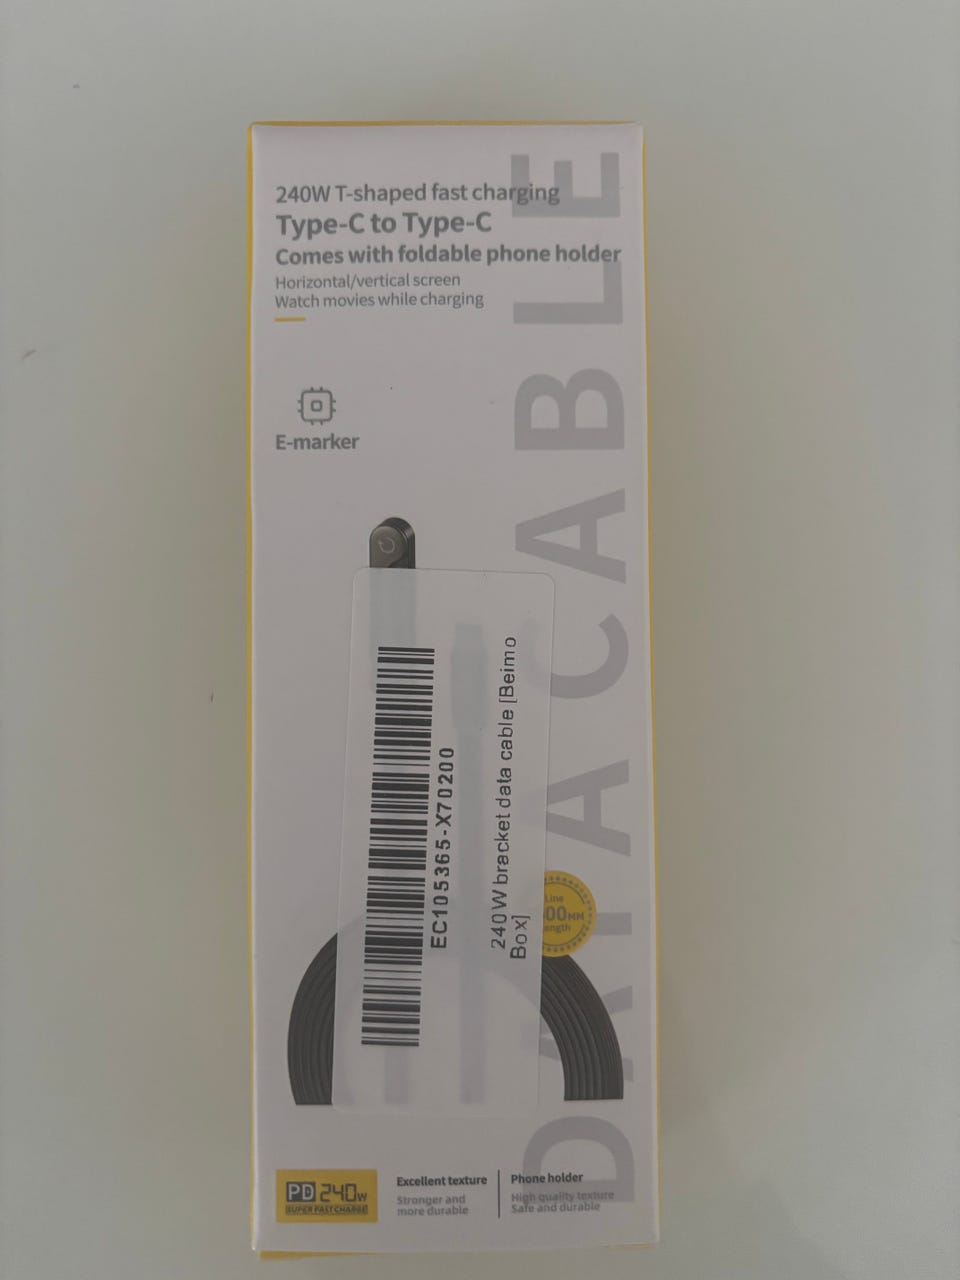 240W T-shaped fast charging
Type-C to Type-C
Comes with foldable phone holder
Horizontal/vertical screen
Watch movies while charging
E-marker
DATA CABLE
EC105365-X70200
240W bracket data cable [Beimo
Box]
Line
MM
PD 240W
SUPER FAST CHARGE
Excellent texture
Stronger and
more durable
Phone holder
High quality texture
Safe and durable